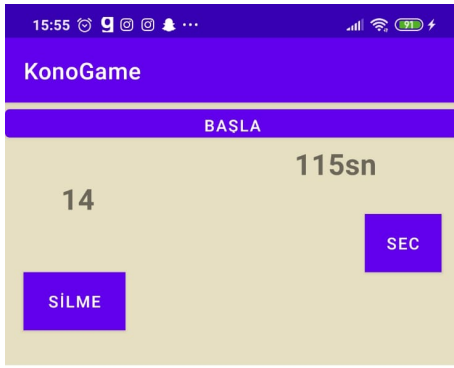 15:55 91
KonoGame
BAŞLA
115sn
14
SEC
SİLME